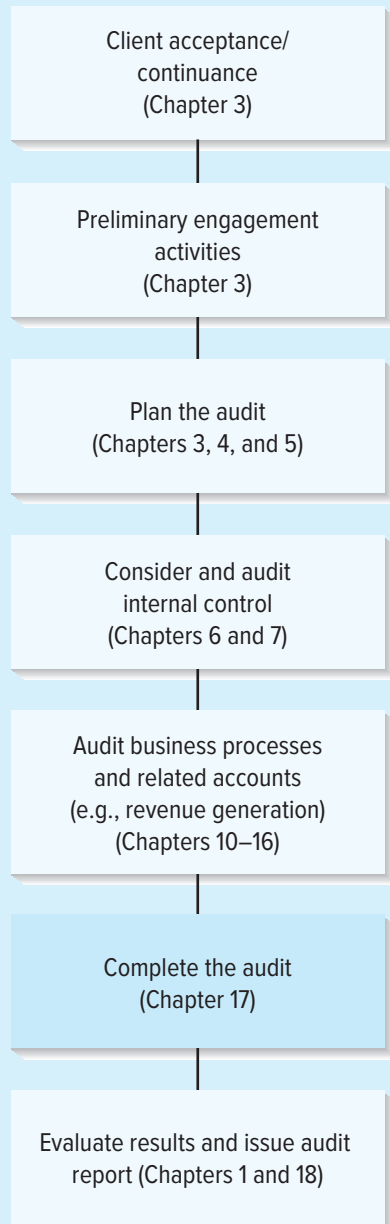 Client acceptance/
continuance
(Chapter 3)
Preliminary engagement
activities
(Chapter 3)
Plan the audit
(Chapters 3, 4, and 5)
Consider and audit
internal control
(Chapters 6 and 7)
Audit business processes
and related accounts
(e.g., revenue generation)
(Chapters 10–16)
Complete the audit
(Chapter 17)
Evaluate results and issue audit
report (Chapters 1 and 18)